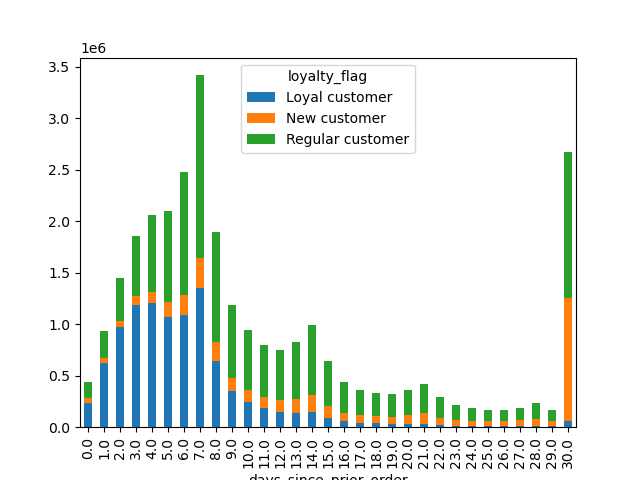 1e6
3.5
3.0
2.5
2.0
1.5
1.0
0.5
0.0
loyalty_flag
Loyal customer
New customer
Regular customer
0.0 1.0 2.0 3.0 4.0 5.0 6.0 7.0 8.0 9.0 10.0 11.0 12.0 13.0 14.0 15.0 16.0 17.0 18.0 19.0 20.0 21.0 22.0 23.0 24.0 25.0 26.0 27.0 28.0 29.0 30.0
days_since_prior_order